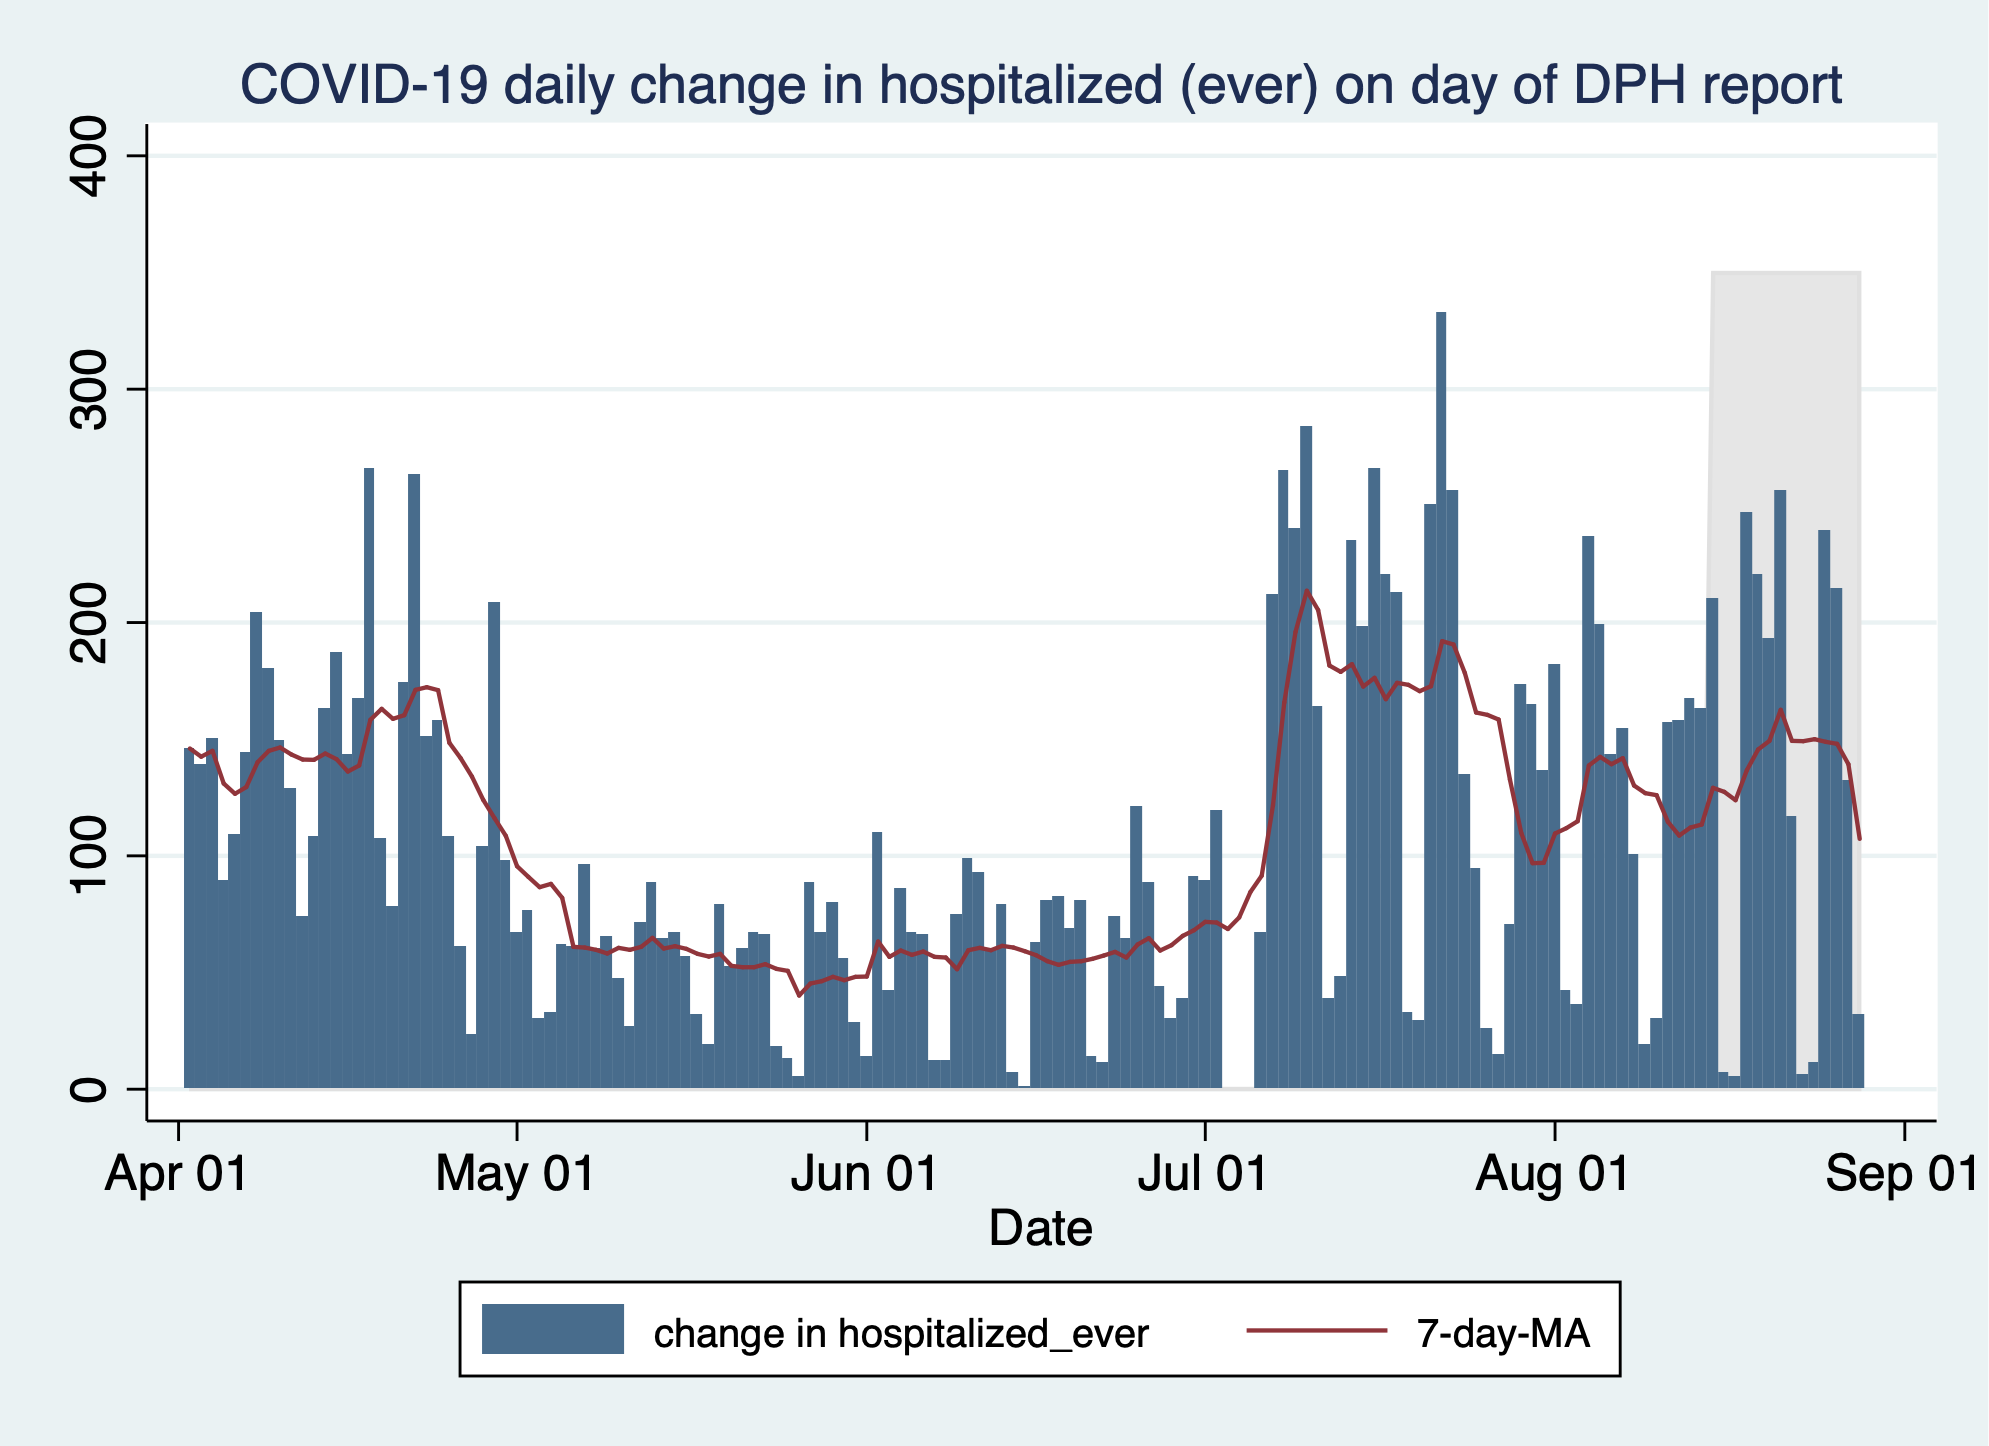 COVID-19 daily change in hospitalized (ever) on day of DPH report
400
300
200
100
0
Apr 01 May 01 Jun 01 Jul 01 Aug 01 Sep 01
Date
change in hospitalized_ever 7-day-MA